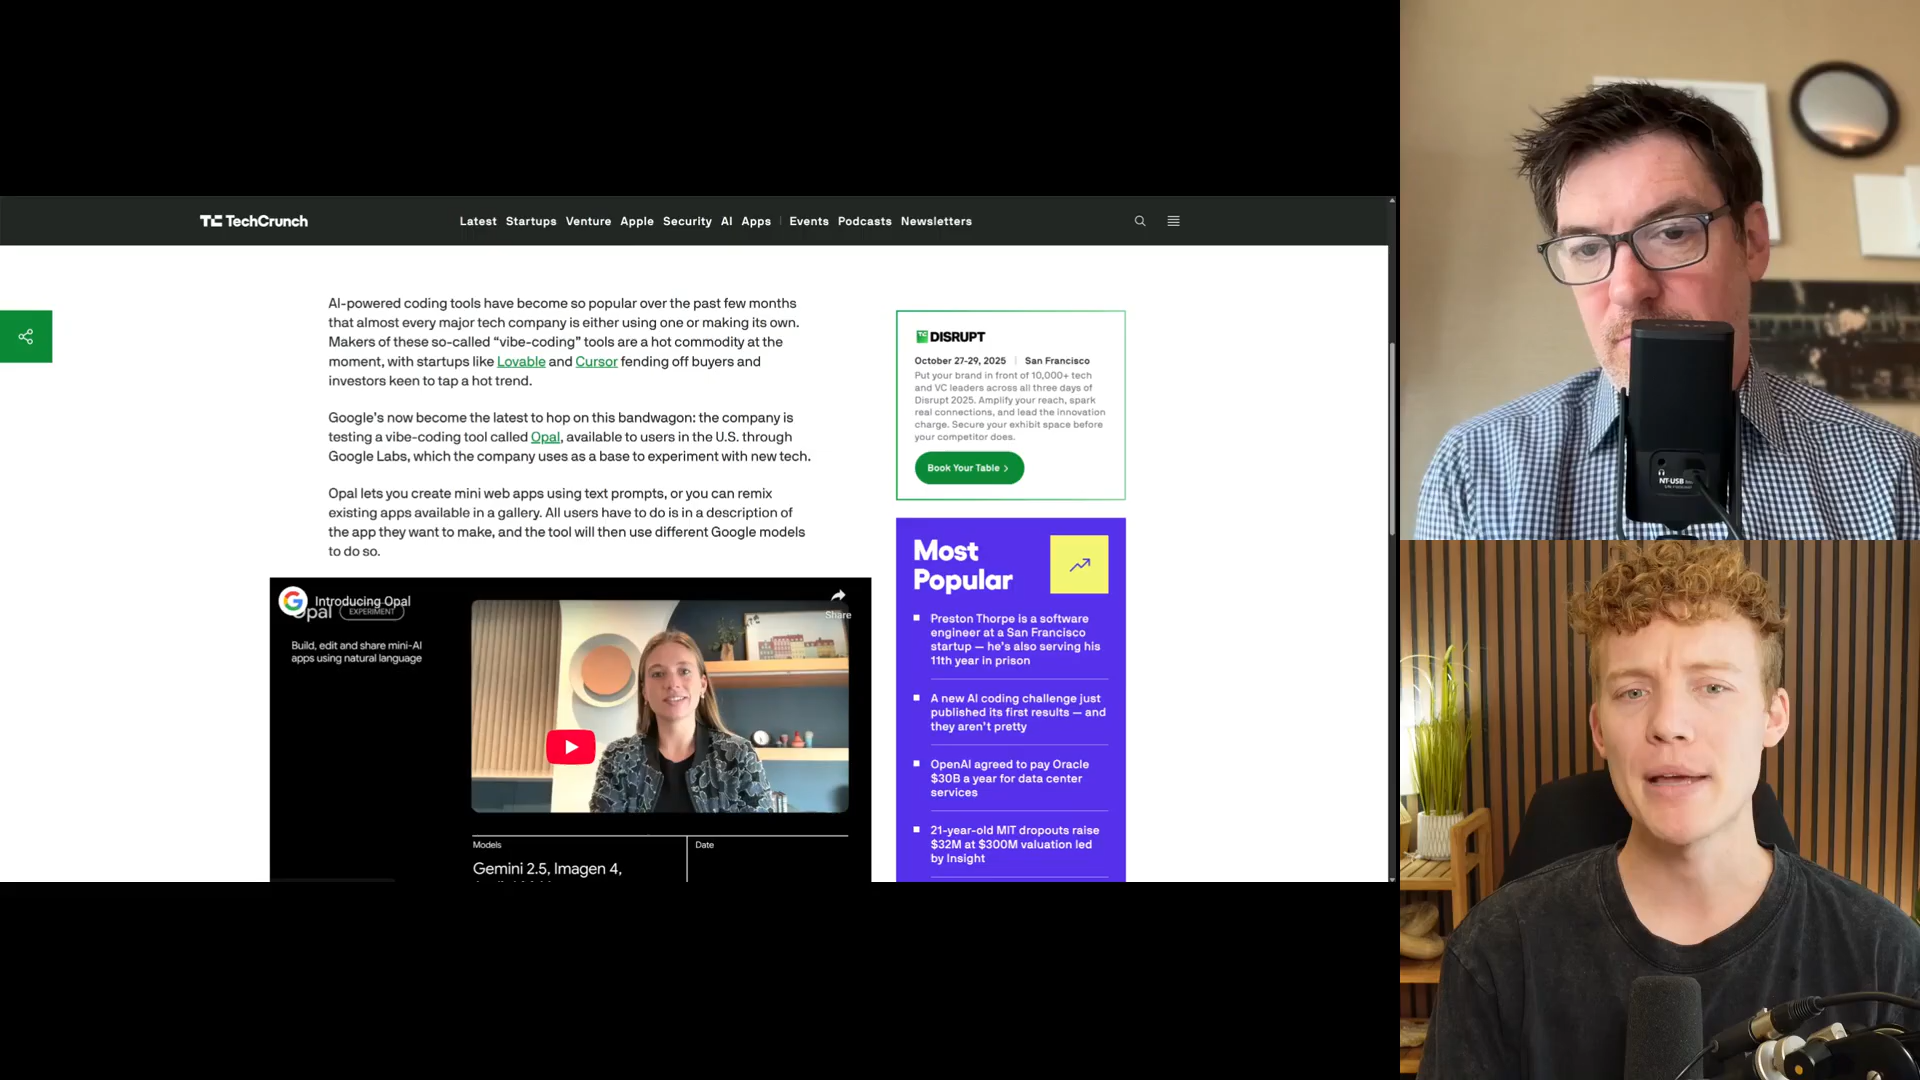 TechCrunch
Latest Startups Venture Apple Security AI Apps Events Podcasts Newsletters
AI-powered coding tools have become so popular over the past few months
that almost every major tech company is either using one or making its own.
Makers of these so-called “vibe-coding” tools are a hot commodity at the
moment, with startups like Lovable and Cursor fending off buyers and
investors keen to tap a hot trend.
Google’s now become the latest to hop on this bandwagon: the company is
testing a vibe-coding tool called Opal, available to users in the U.S. through
Google Labs, which the company uses as a base to experiment with new tech.
Opal lets you create mini web apps using text prompts, or you can remix
existing apps available in a gallery. All users have to do is in a description of
the app they want to make, and the tool will then use different Google models
to do so.
Introducing Opal
Opal EXPERIMENT
Share
Build, edit and share mini-AI
apps using natural language
Models
Date
Gemini 2.5, Imagen 4,
DISRUPT
October 27-29, 2025 | San Francisco
Put your brand in front of 10,000+ tech
and VC leaders across all three days of
Disrupt 2025. Amplify your reach, spark
real connections, and lead the innovation
charge. Secure your exhibit space before
your competitor does.
Book Your Table >
Most
Popular
Preston Thorpe is a software
engineer at a San Francisco
startup — he’s also serving his
11th year in prison
A new AI coding challenge just
published its first results — and
they aren’t pretty
OpenAI agreed to pay Oracle
$30B a year for data center
services
21-year-old MIT dropouts raise
$32M at $300M valuation led
by Insight
NT-USB